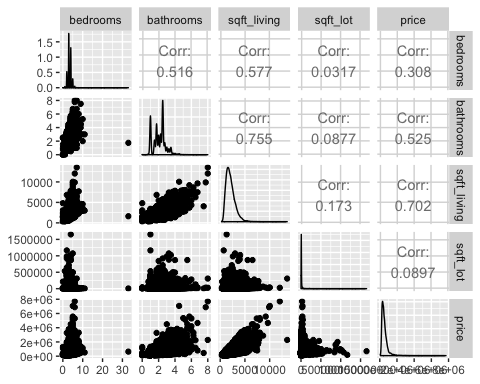 bedrooms bathrooms sqft_living sqft_lot price
1.5
1.0
0.5
0.0
Corr:
0.516
Corr:
0.577
Corr:
0.0317
Corr:
0.308
bedrooms
8
6
4
2
0
Corr:
0.755
Corr:
0.0877
Corr:
0.525
bathrooms
10000
5000
0
Corr:
0.173
Corr:
0.702
sqft_living
1500000
1000000
500000
0
Corr:
0.0897
sqft_lot
8e+06
6e+06
4e+06
2e+06
0e+00
price
0 10 20 30 0 2 4 6 8 0 5000 10000